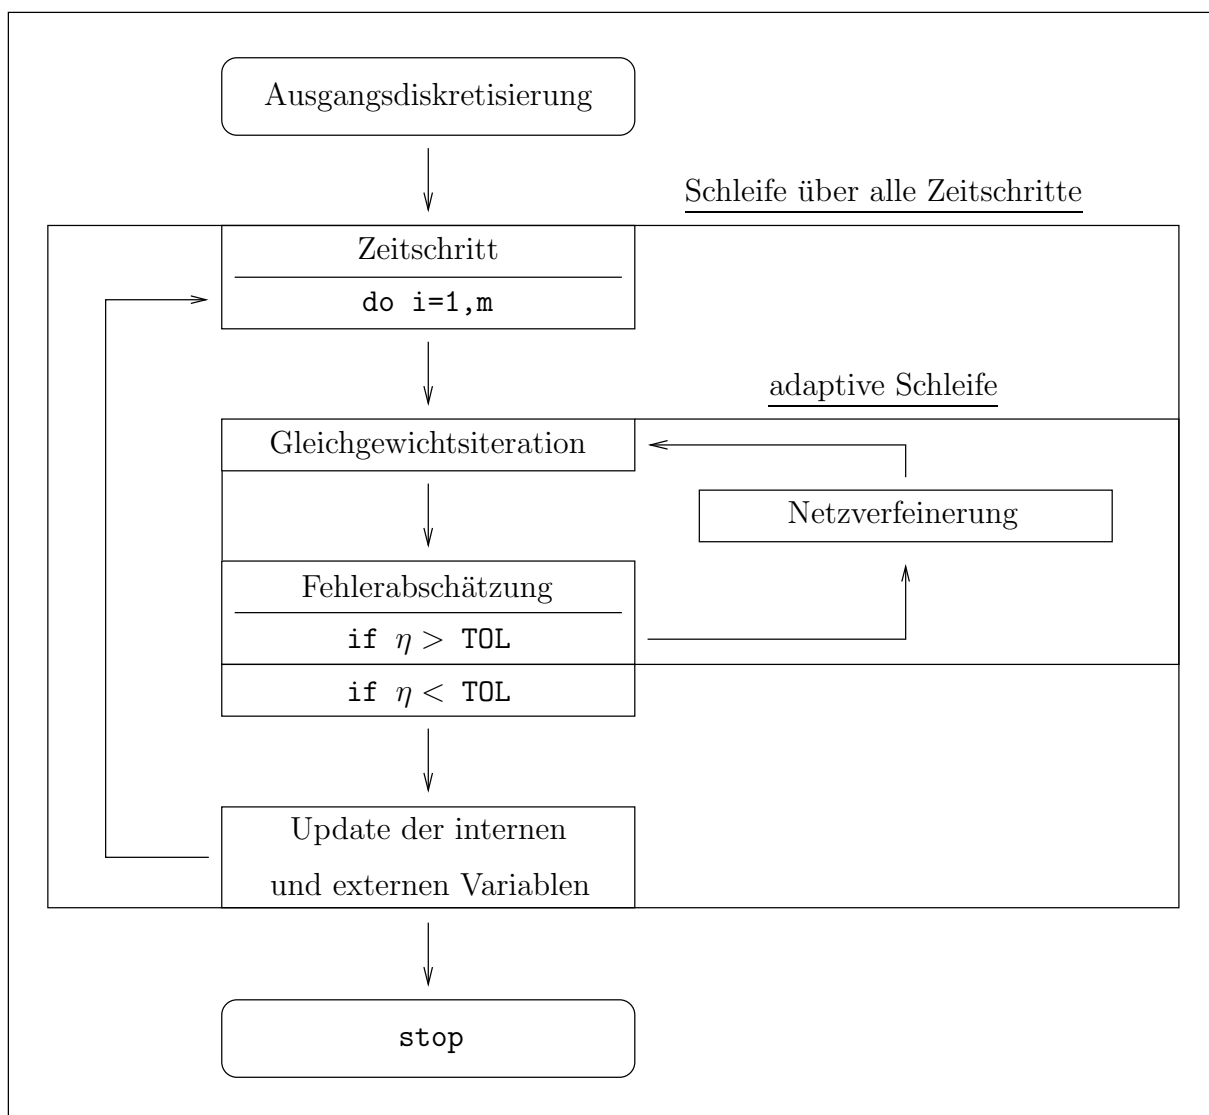 Ausgangsdiskretisierung
Schleife über alle Zeitschritte
Zeitschritt
do i=1,m
adaptive Schleife
Gleichgewichtsiteration
Netzverfeinerung
Fehlerabschätzung
if η > TOL
if η < TOL
Update der internen
und externen Variablen
stop